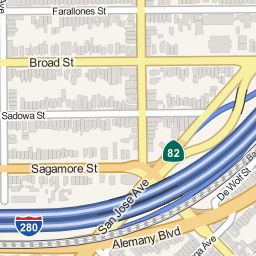 Farallones St
Broad St
Sadowa St
82
Sagamore St
San Jose Ave
De Wolf St
280
Alemany Blvd
Ave